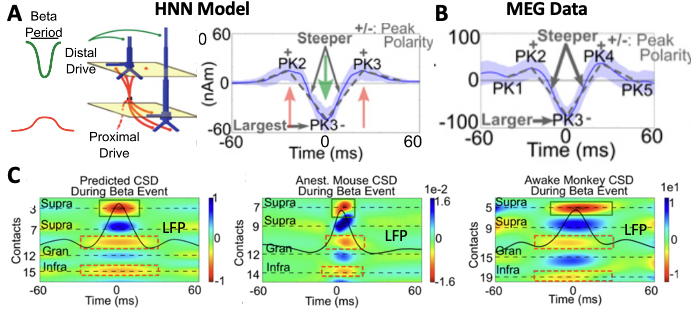 A
HNN Model
B
MEG Data
Beta
Period
Distal
Drive
Proximal
Drive
60
0
-60
(nAm)
Steeper
+/-: Peak
Polarity
+
PK2
+
PK3
Largest
PK3-
-60 0 60
Time (ms)
100
0
-100
Steeper
+/-: Peak
Polarity
+
PK2
+
PK4
PK1
PK5
Larger
PK3-
-60 0 60
Time (ms)
C
Predicted CSD
During Beta Event
Contacts
Supra
3
Supra
7
LFP
Gran
12
Infra
15
-60 0 60
Time (ms)
1
0
-1
Anest. Mouse CSD
During Beta Event
Supra
7
Supra
9
LFP
Gran
12
Infra
14
-60 0 60
Time (ms)
1e-2
1.6
0
-1.6
Awake Monkey CSD
During Beta Event
Supra
5
Supra
9
LFP
Gran
12
15
Infra
19
-60 0 60
Time (ms)
1e1
1
0
-1